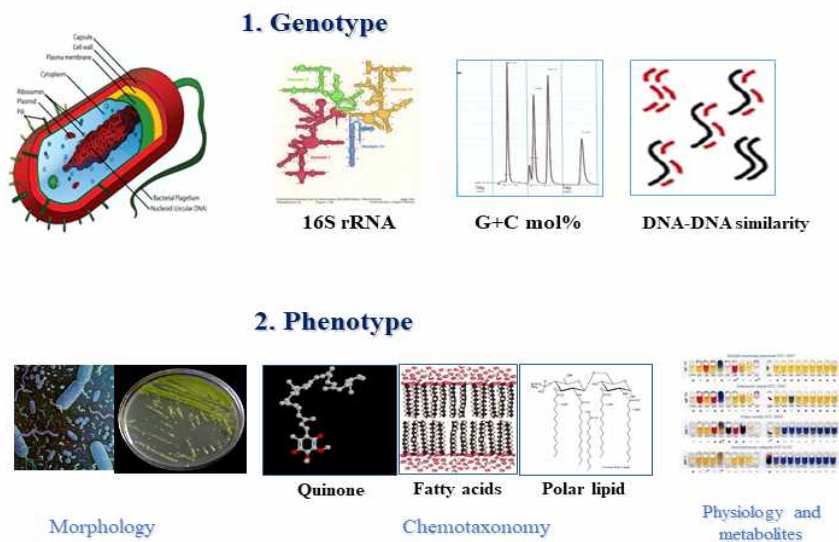 1. Genotype
Capsule
Cell wall
Plasma membrane
Cytoplasm
Ribosomes
Plasmid
Pili
Bacterial Flagellum
Nucleoid (circular DNA)
16S rRNA
G+C mol%
DNA-DNA similarity
2. Phenotype
Quinone
Fatty acids
Polar lipid
Morphology
Chemotaxonomy
Physiology and
metabolites